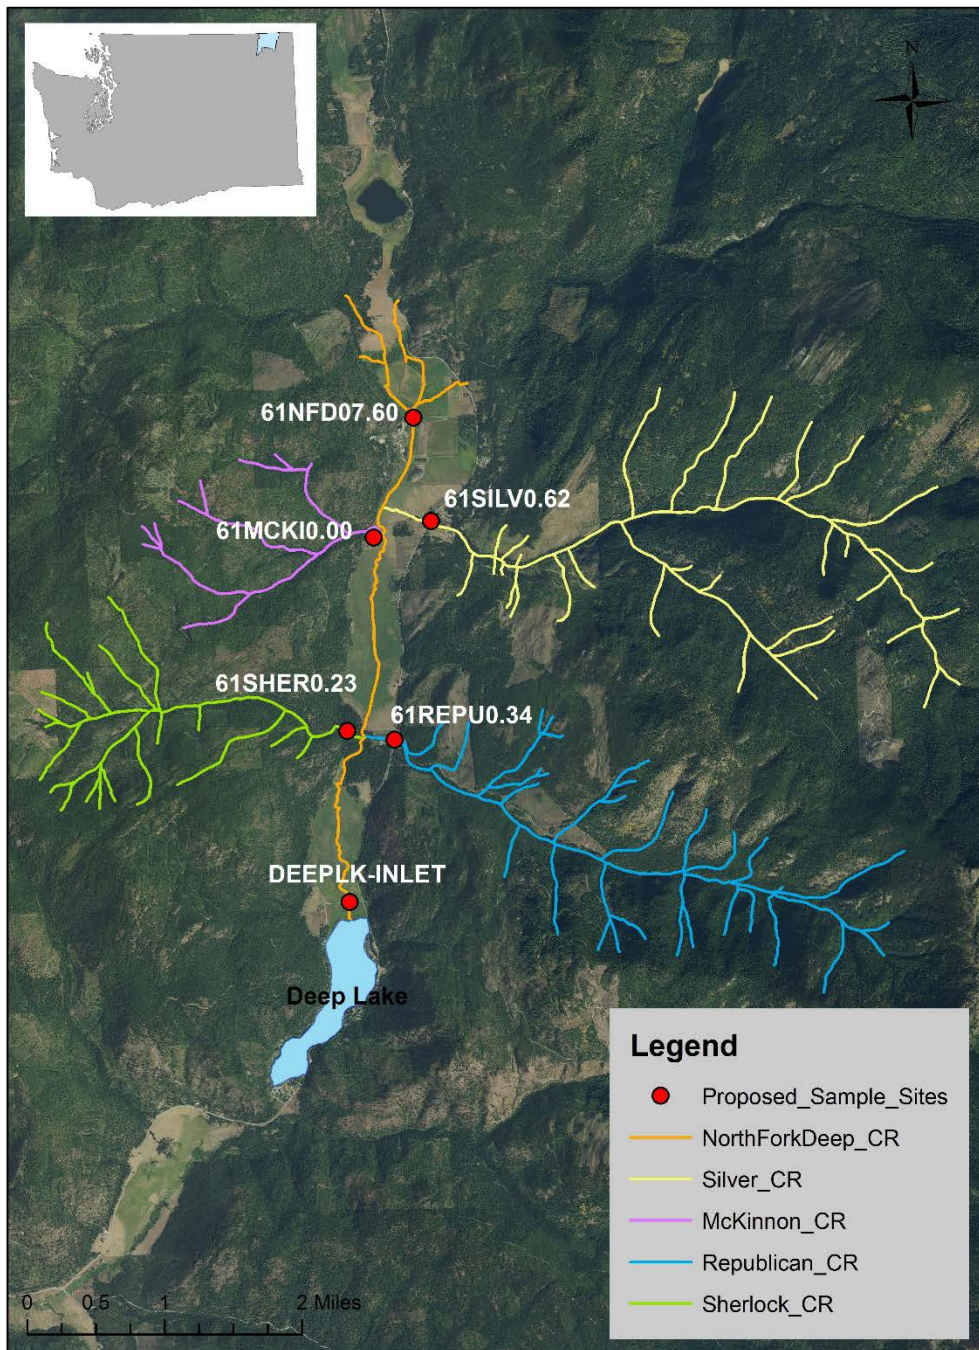 N
61NFD07.60
61SILV0.62
61MCKI0.00
61SHER0.23
61REPU0.34
DEEPLK-INLET
Deep Lake
Legend
Proposed_Sample_Sites
NorthForkDeep_CR
Silver_CR
McKinnon_CR
Republican_CR
Sherlock_CR
0 0.5 1 2 Miles